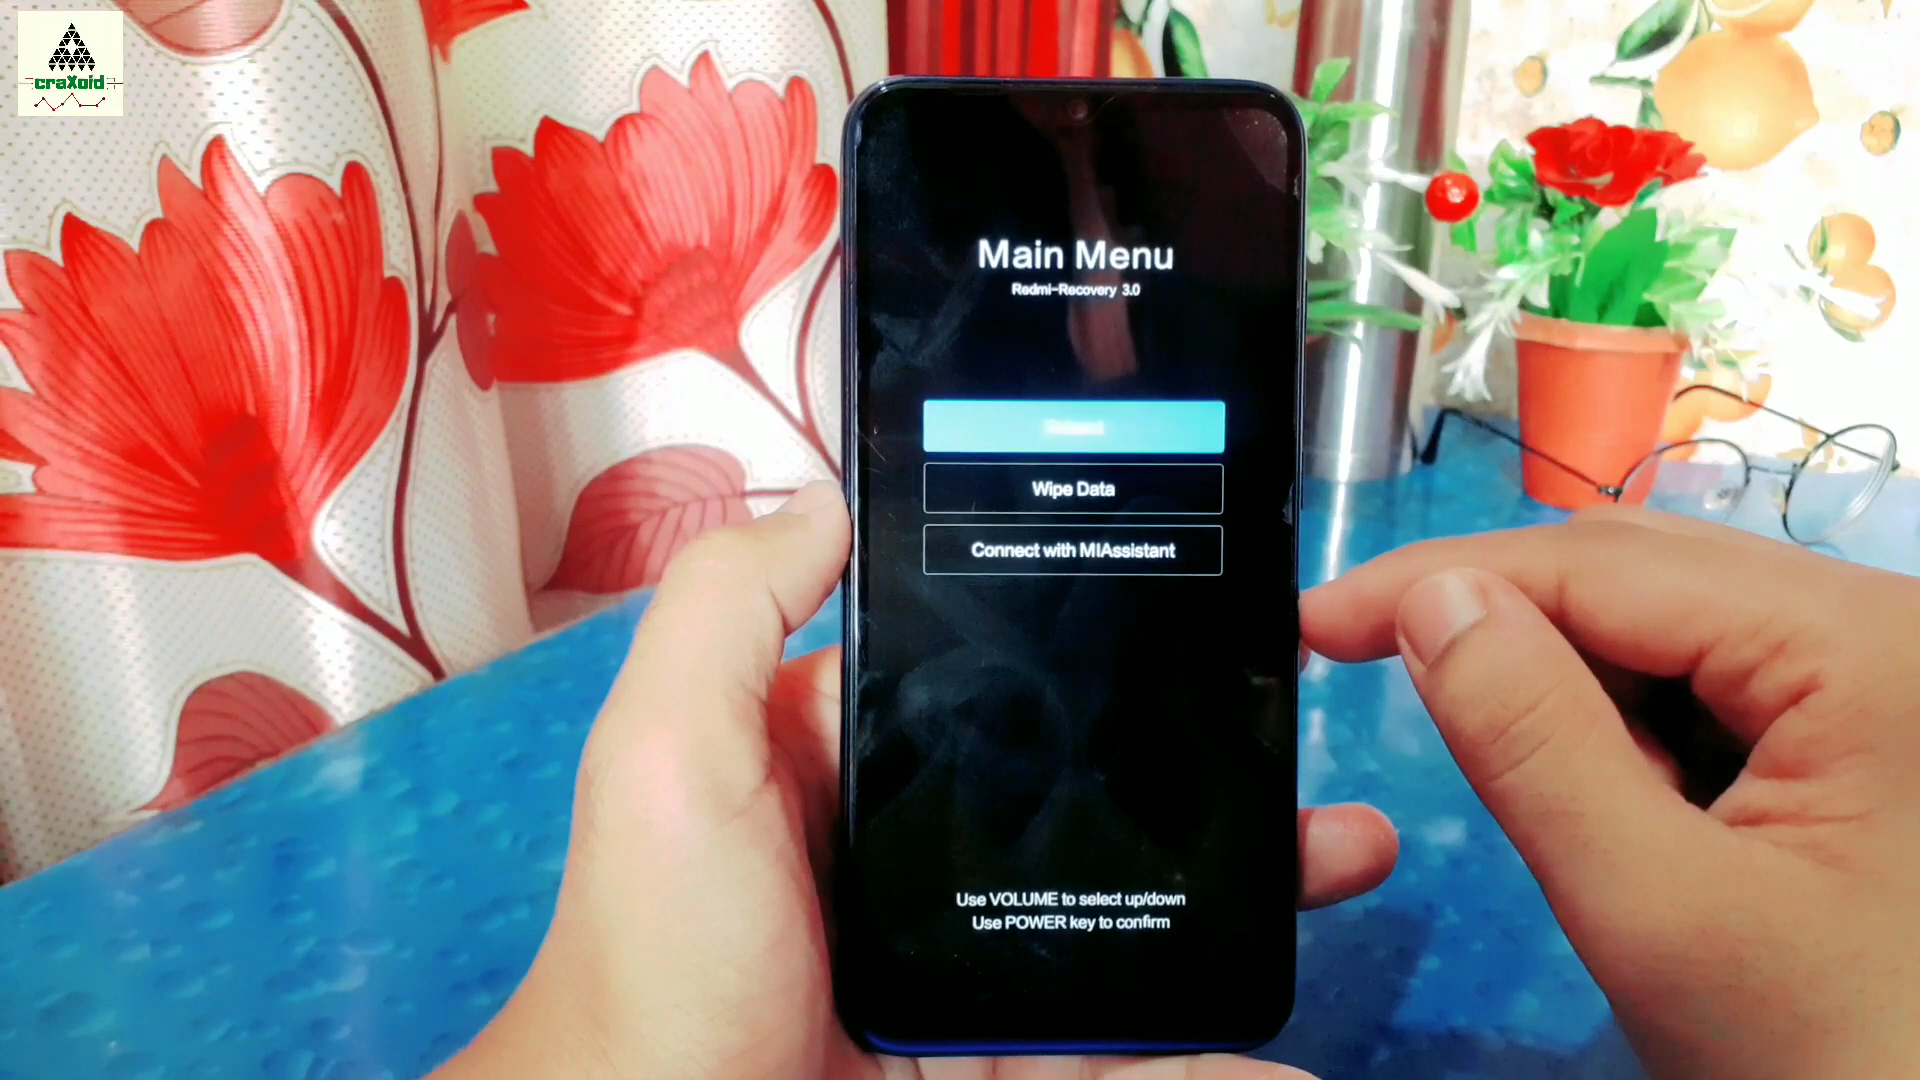 craXoid
Main Menu
Redmi-Recovery 3.0
Wipe Data
Connect with MIAssistant
Use VOLUME to select up/down
Use POWER key to confirm